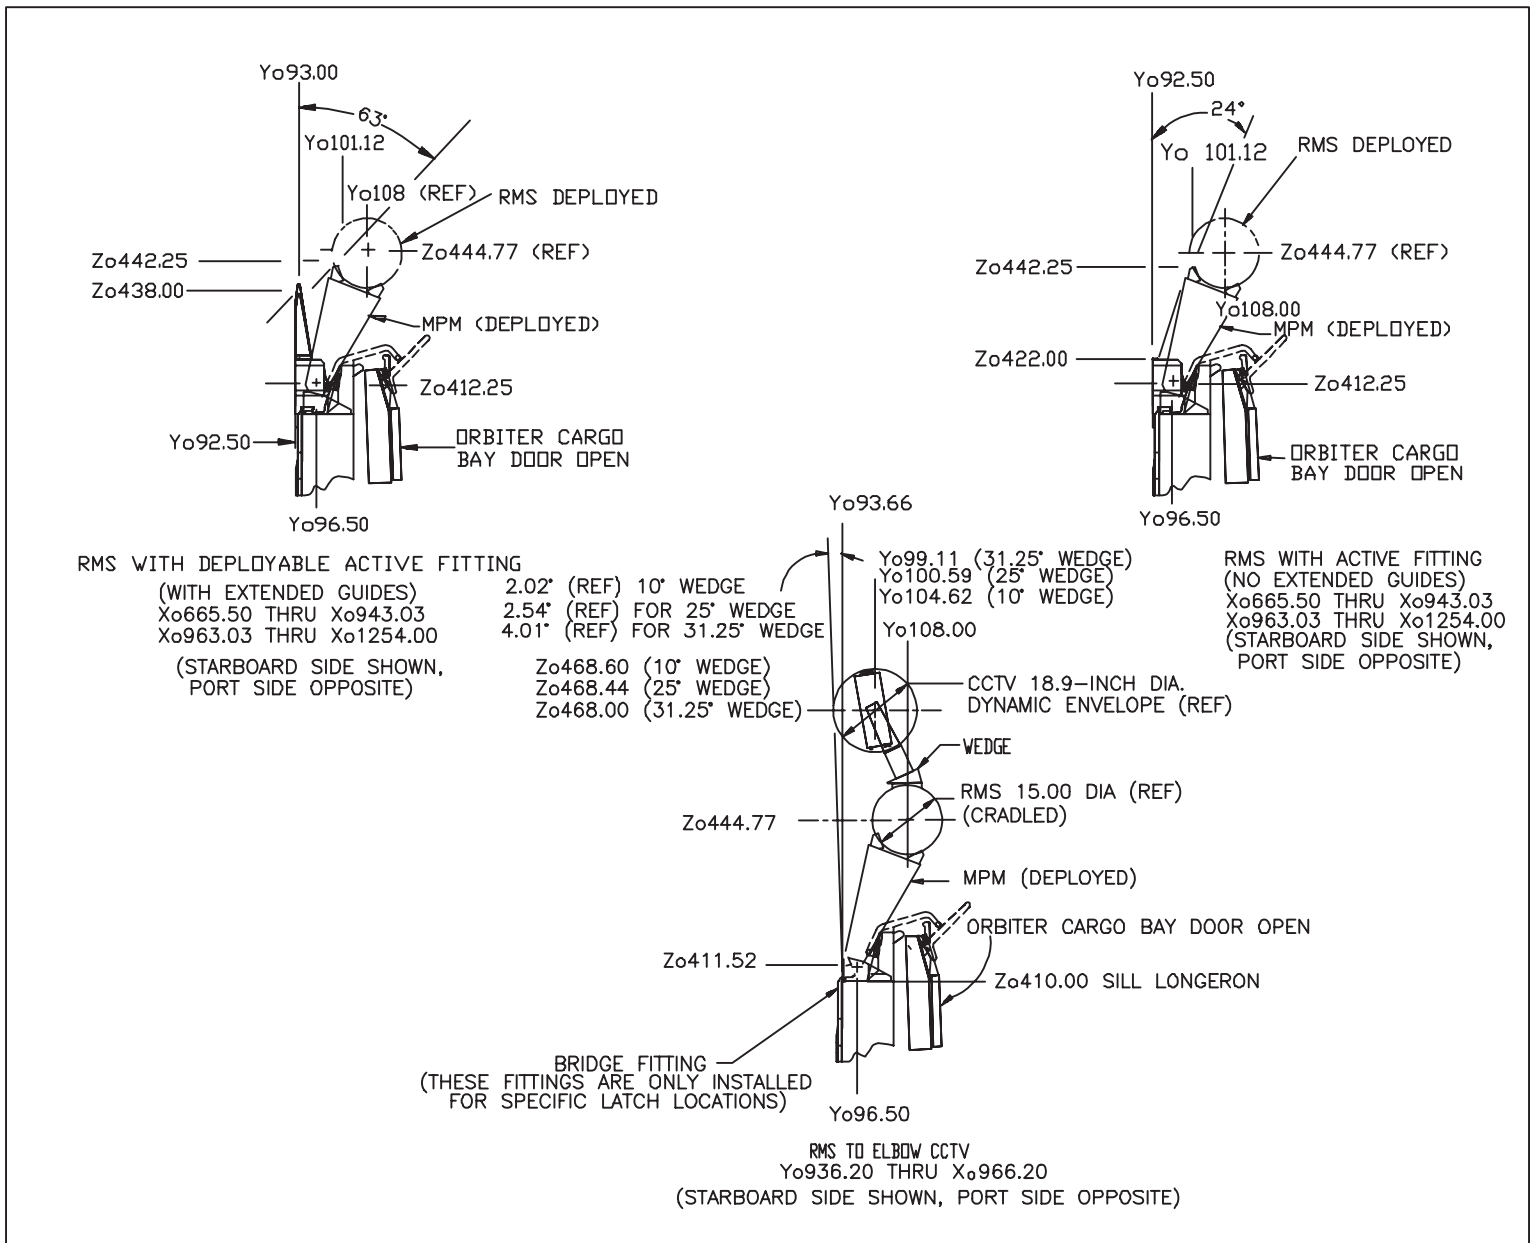 Yo93.00
63°
Yo101.12
Yo108 (REF)
RMS DEPLOYED
Zo442.25
Zo444.77 (REF)
Zo438.00
MPM (DEPLOYED)
Zo412.25
Yo92.50
ORBITER CARGO
BAY DOOR OPEN
Yo96.50
RMS WITH DEPLOYABLE ACTIVE FITTING
(WITH EXTENDED GUIDES)
Xo665.50 THRU Xo943.03
Xo963.03 THRU Xo1254.00
(STARBOARD SIDE SHOWN,
PORT SIDE OPPOSITE)
Yo92.50
24°
Yo 101.12
RMS DEPLOYED
Zo442.25
Zo444.77 (REF)
Yo108.00
MPM (DEPLOYED)
Zo422.00
Zo412.25
ORBITER CARGO
BAY DOOR OPEN
Yo96.50
RMS WITH ACTIVE FITTING
(NO EXTENDED GUIDES)
Xo665.50 THRU Xo943.03
Xo963.03 THRU Xo1254.00
(STARBOARD SIDE SHOWN,
PORT SIDE OPPOSITE)
Yo93.66
Yo99.11 (31.25° WEDGE)
Yo100.59 (25° WEDGE)
Yo104.62 (10° WEDGE)
Yo108.00
2.02° (REF) 10° WEDGE
2.54° (REF) FOR 25° WEDGE
4.01° (REF) FOR 31.25° WEDGE
Zo468.60 (10° WEDGE)
Zo468.44 (25° WEDGE)
Zo468.00 (31.25° WEDGE)
CCTV 18.9-INCH DIA.
DYNAMIC ENVELOPE (REF)
WEDGE
RMS 15.00 DIA (REF)
(CRADLED)
Zo444.77
MPM (DEPLOYED)
ORBITER CARGO BAY DOOR OPEN
Zo411.52
Zo410.00 SILL LONGERON
BRIDGE FITTING
(THESE FITTINGS ARE ONLY INSTALLED
FOR SPECIFIC LATCH LOCATIONS)
Yo96.50
RMS TO ELBOW CCTV
Yo936.20 THRU Xo966.20
(STARBOARD SIDE SHOWN, PORT SIDE OPPOSITE)